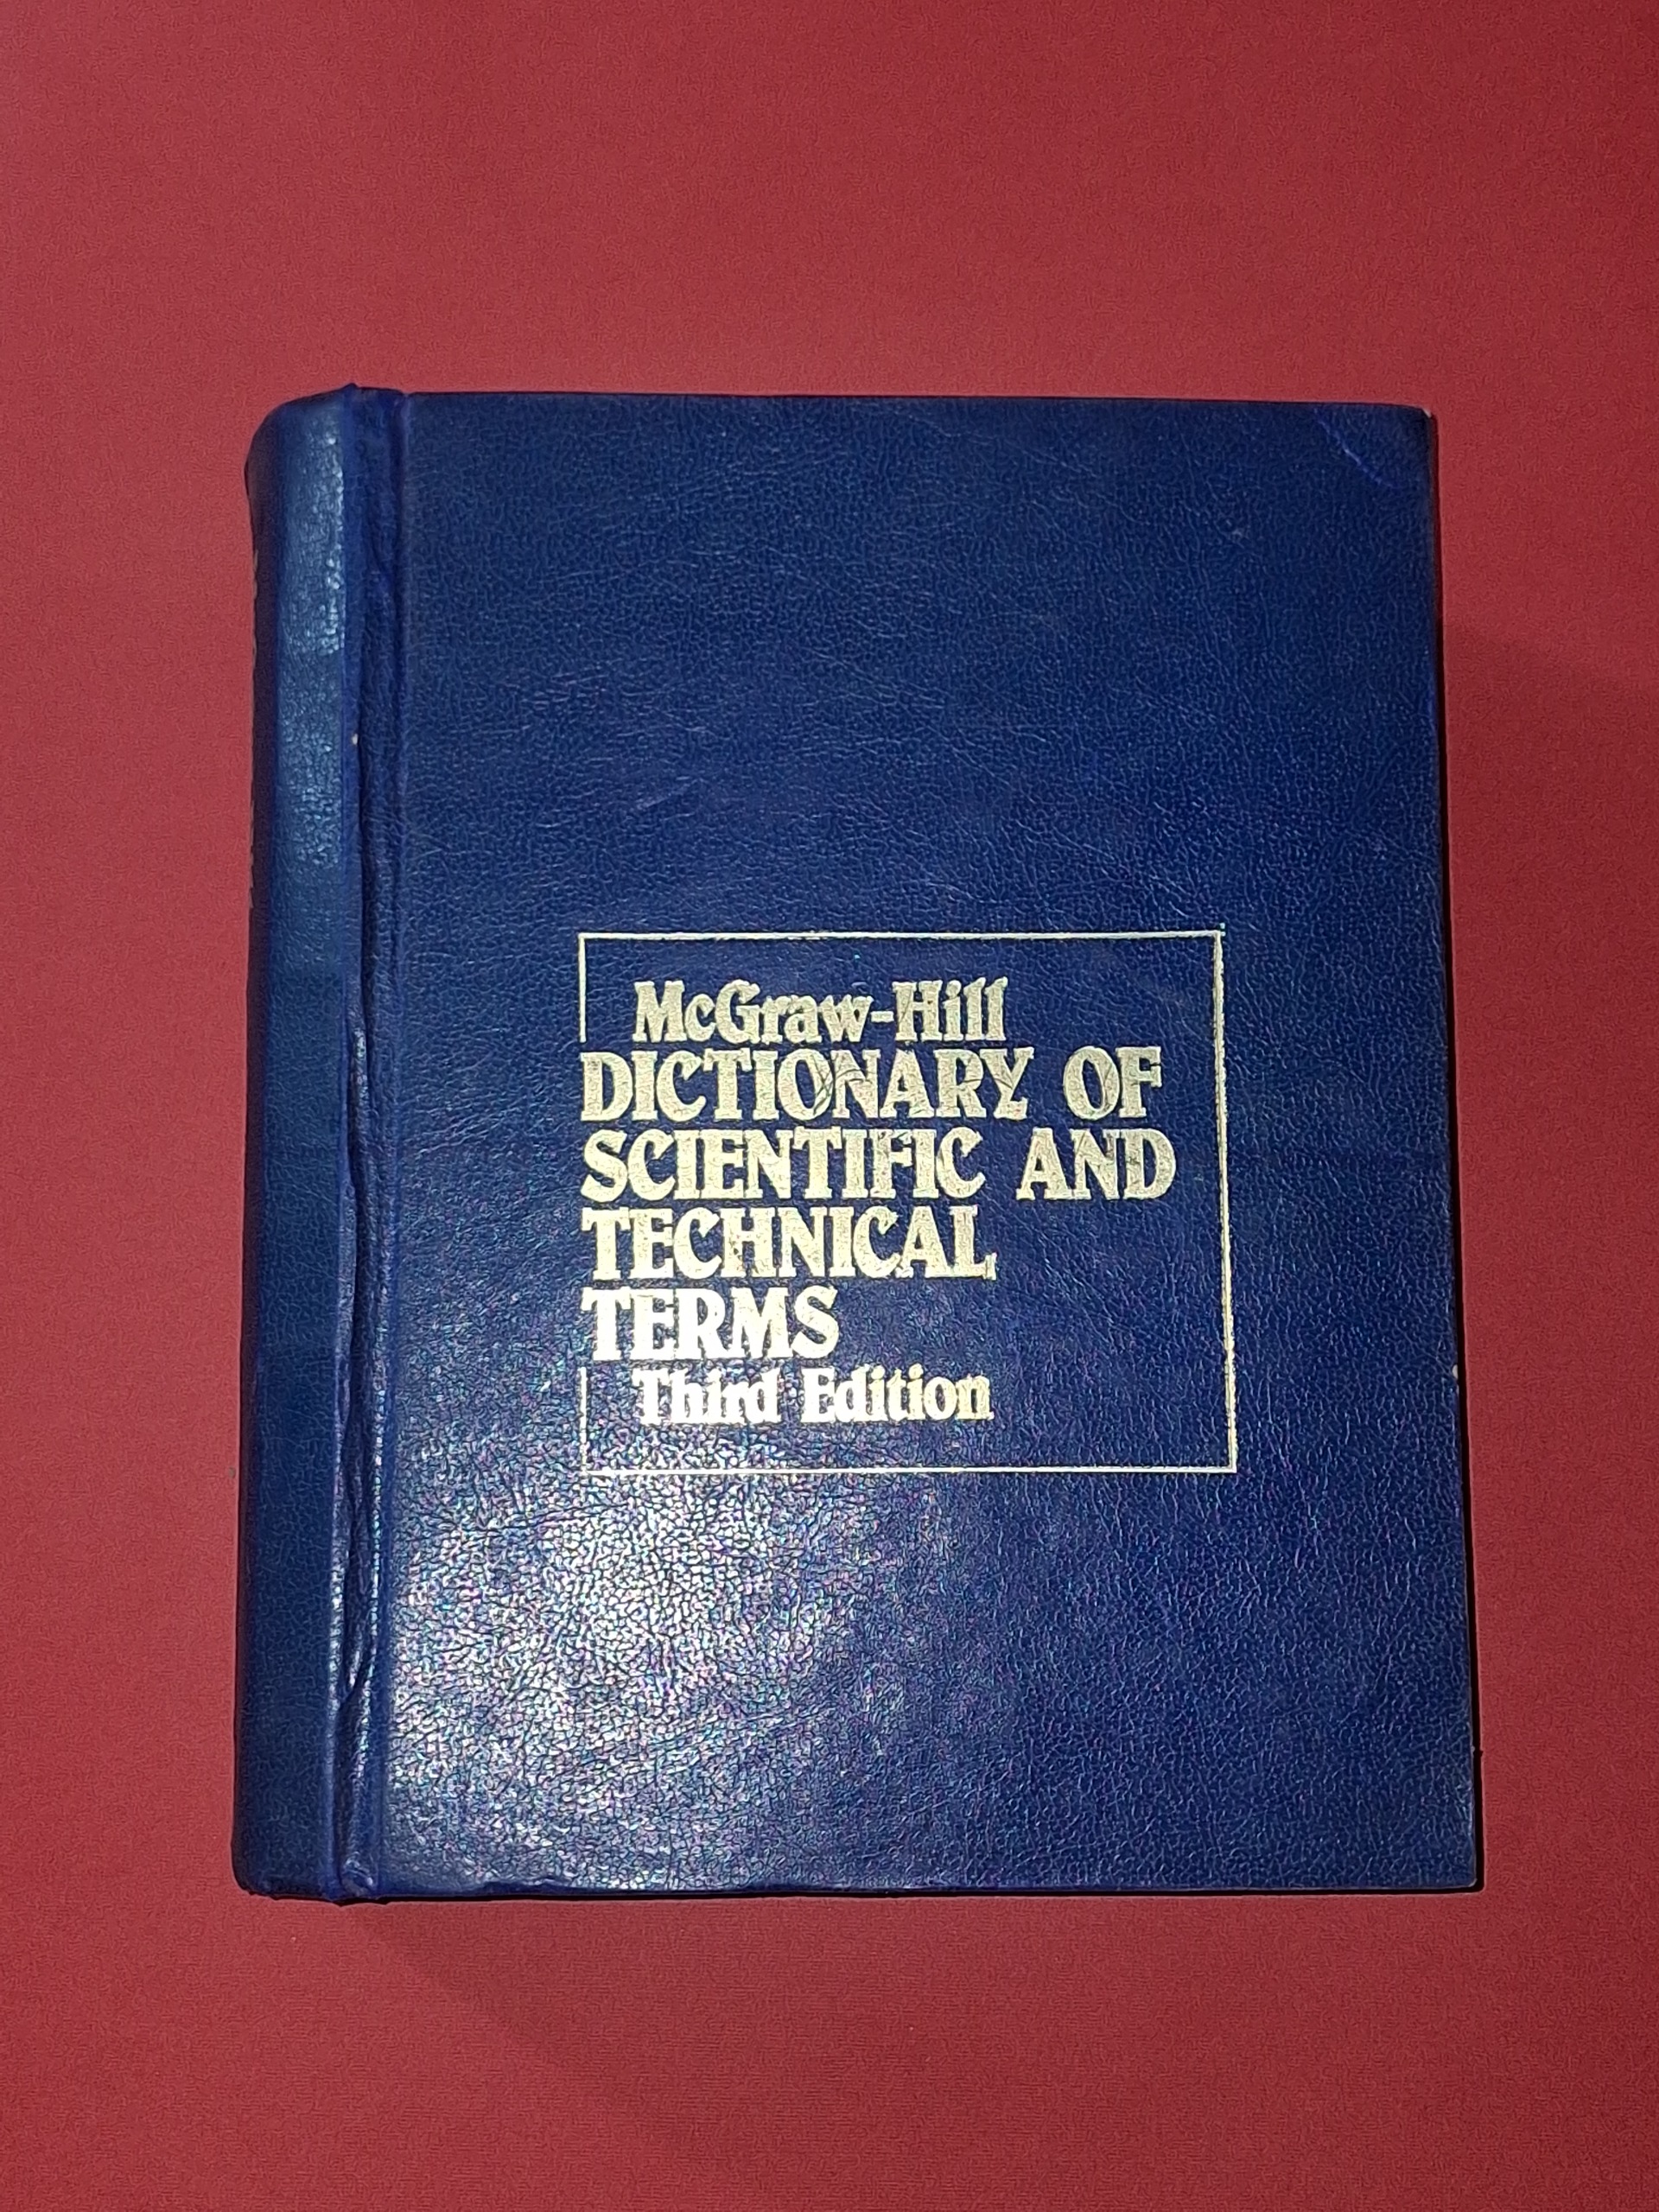 McGraw-Hill
DICTIONARY OF
SCIENTIFIC AND
TECHNICAL
TERMS
Third Edition